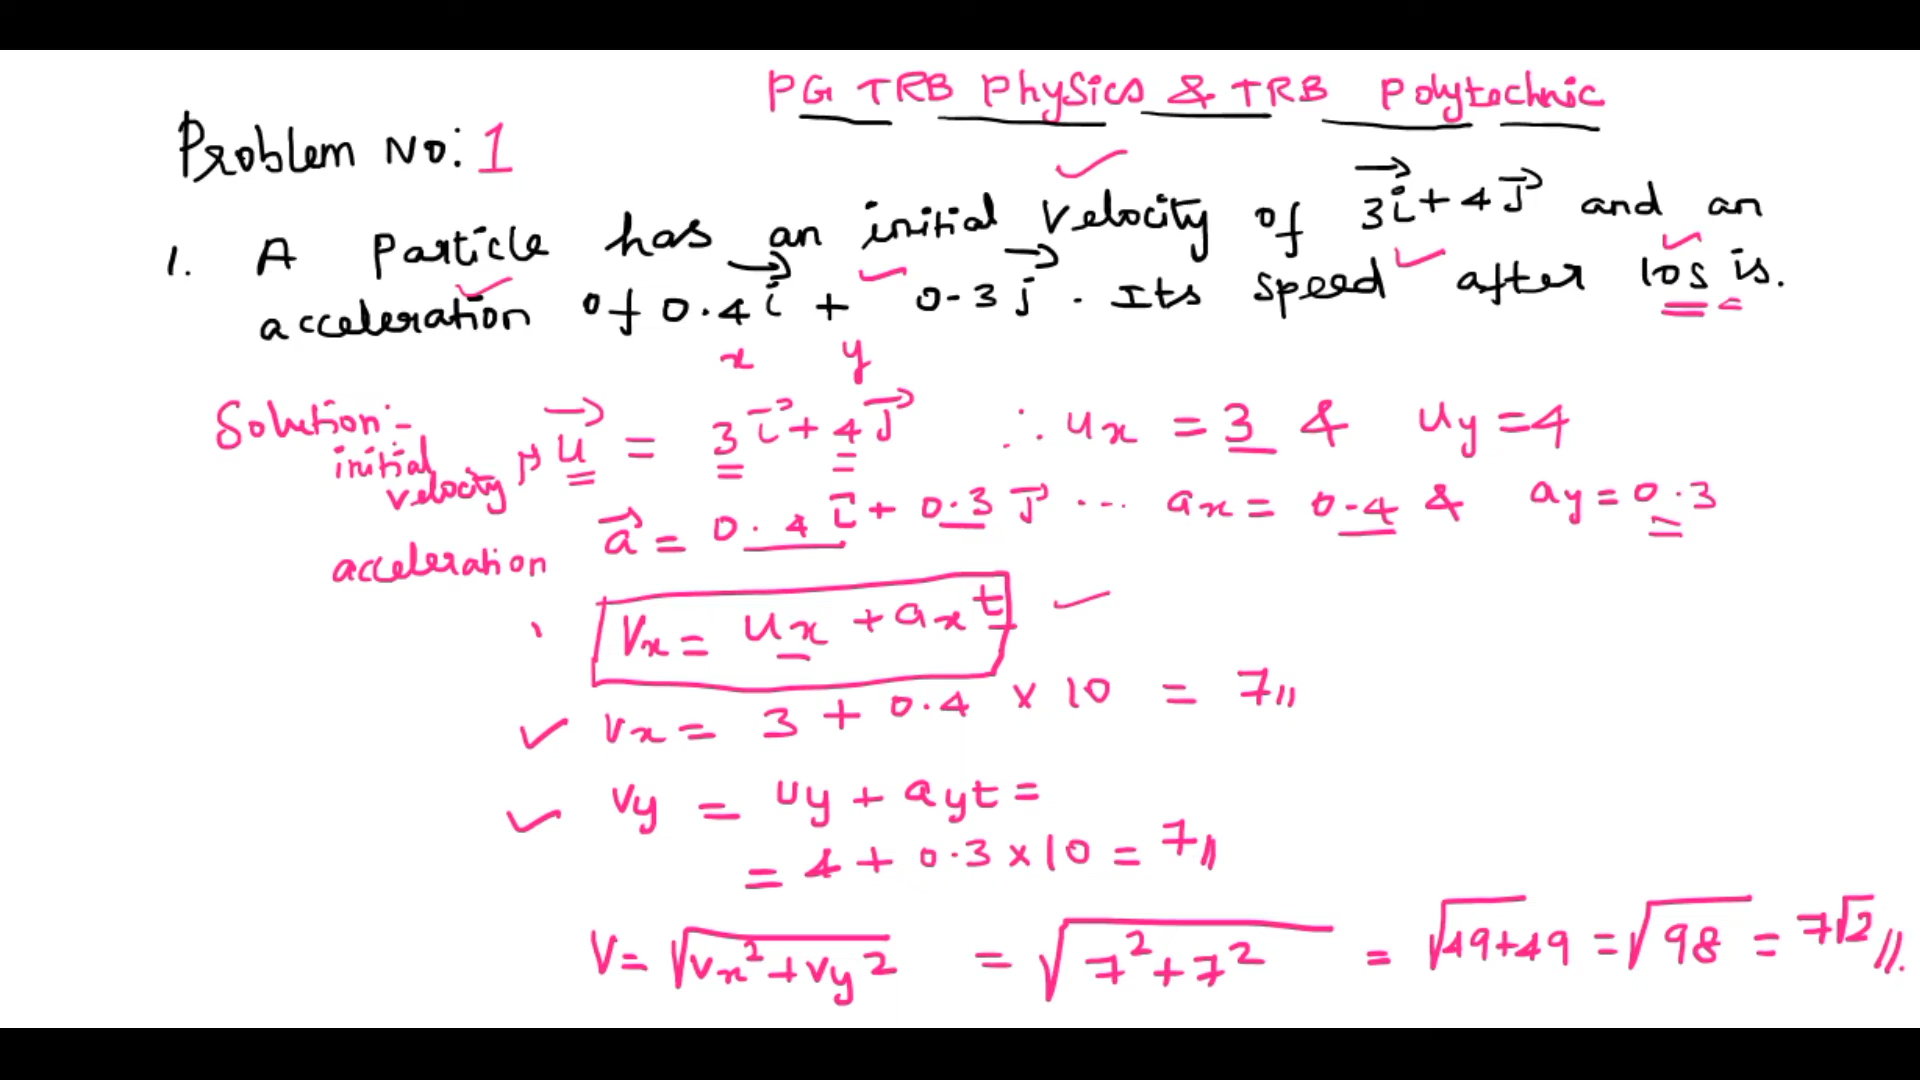 PG TRB Physics & TRB Polytechnic
Problem No: 1
1. A Particle has an initial velocity of 3i⃗ + 4j⃗ and an
acceleration of 0.4i⃗ + 0.3j⃗. Its speed after 10s is.
x y
Solution:-
initial velocity, u⃗ = 3i⃗ + 4j⃗ ∴ ux = 3 & uy = 4
acceleration a⃗ = 0.4i⃗ + 0.3j⃗ ... ax = 0.4 & ay = 0.3
Vx = ux + axt
Vx = 3 + 0.4 × 10 = 7
Vy = uy + ayt =
= 4 + 0.3 × 10 = 7
V = √Vx² + Vy² = √7² + 7² = √49+49 = √98 = 7√2